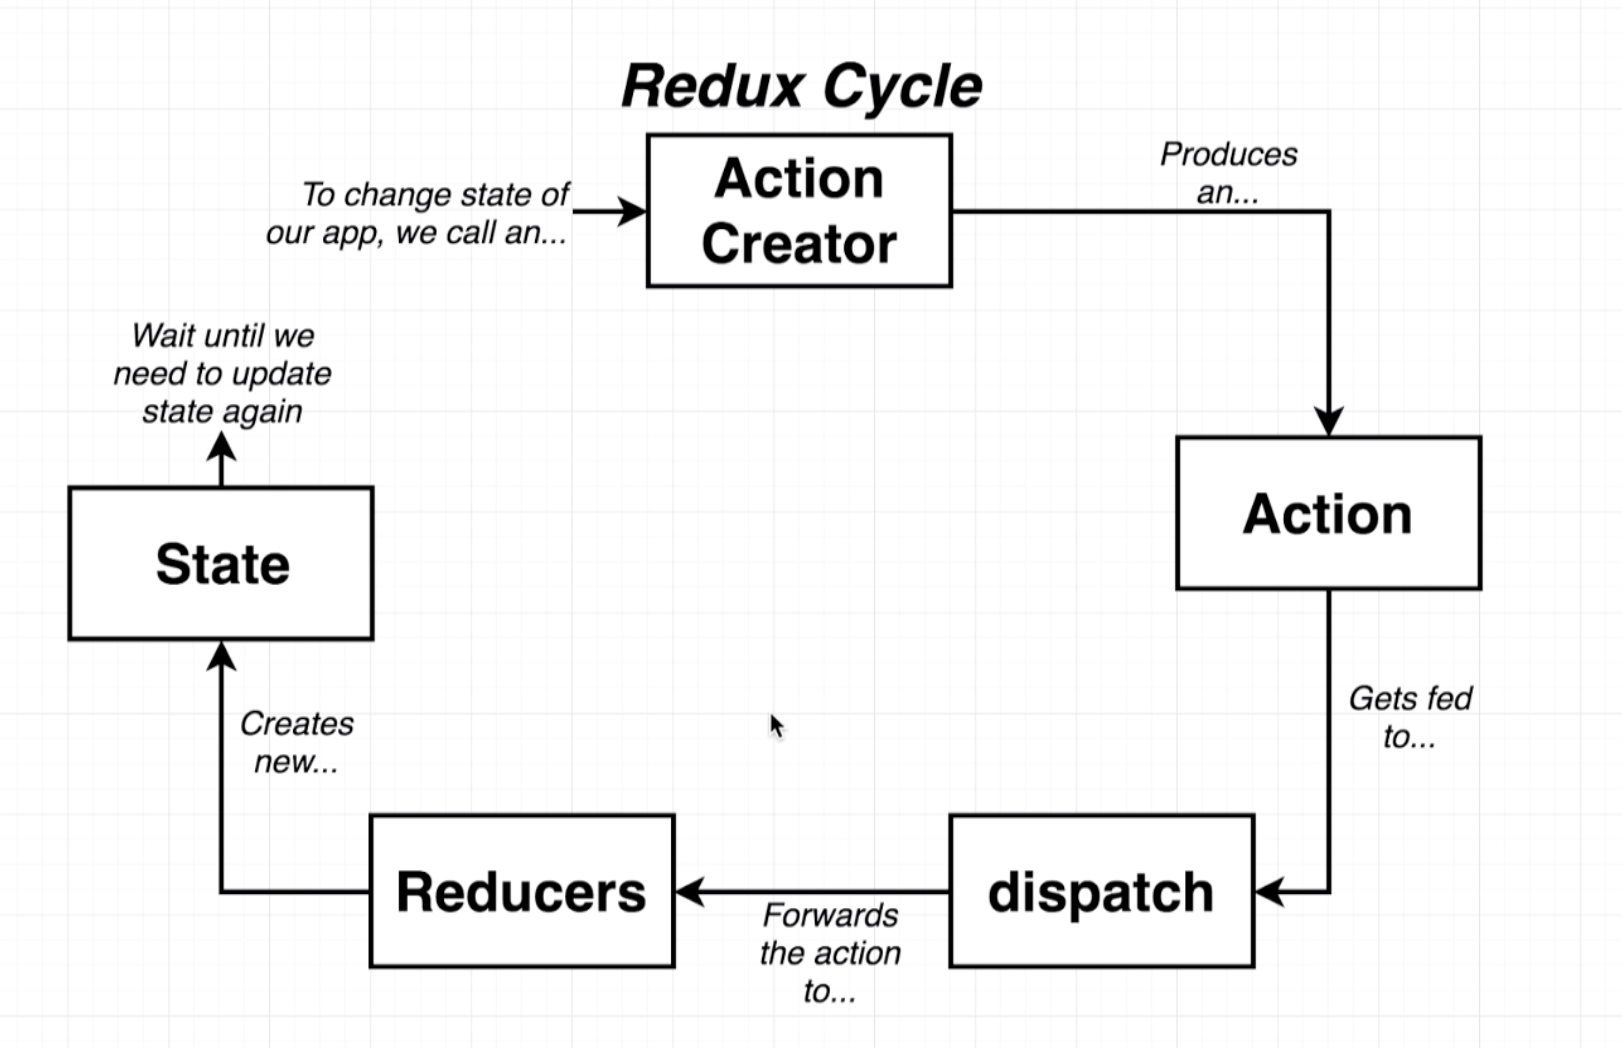 Redux Cycle
To change state of
our app, we call an...
Action
Creator
Produces
an...
Action
Gets fed
to...
dispatch
Forwards
the action
to...
Reducers
Creates
new...
State
Wait until we
need to update
state again